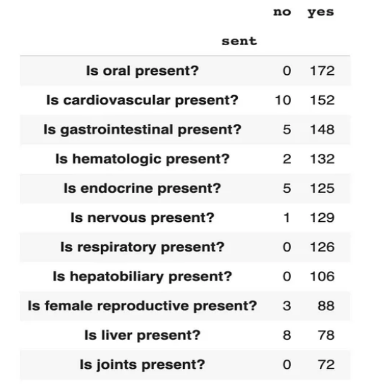 no yes
sent
Is oral present? 0 172
Is cardiovascular present? 10 152
Is gastrointestinal present? 5 148
Is hematologic present? 2 132
Is endocrine present? 5 125
Is nervous present? 1 129
Is respiratory present? 0 126
Is hepatobiliary present? 0 106
Is female reproductive present? 3 88
Is liver present? 8 78
Is joints present? 0 72